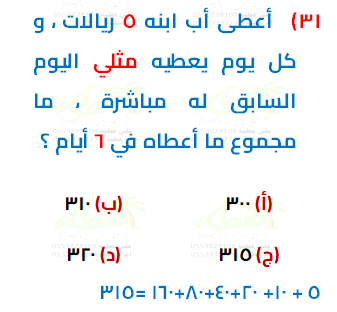 ٣١) أعطى أب ابنه ٥ ريالات ، و
كل يوم يعطيه مثلي اليوم
السابق له مباشرة ، ما
مجموع ما أعطاه في ٦ أيام ؟
(أ) ٣٠٠ (ب) ٣١٠
(ج) ٣١٥ (د) ٣٢٠
٥ + ١٠ + ٢٠ +٤٠+٨٠+١٦٠ =٣١٥